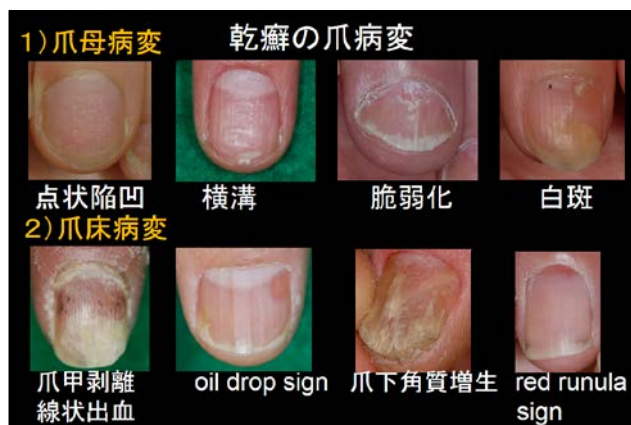 乾癬の爪病変
1)爪母病変
点状陥凹
横溝
脆弱化
白斑
2)爪床病変
爪甲剥離
線状出血
oil drop sign
爪下角質増生
red runula
sign